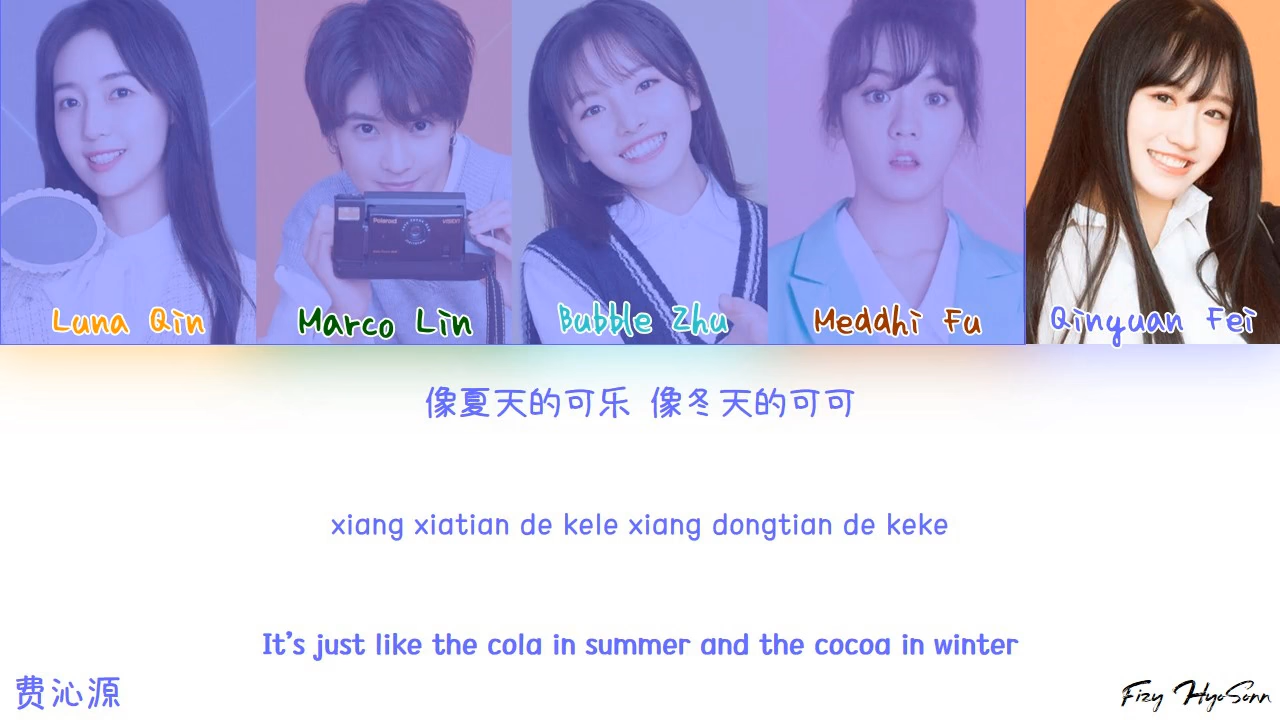 Polaroid
Luna Qin
Marco Lin
Bubble Zhu
Meddhi Fu
Qinyuan Fei
像夏天的可乐 像冬天的可可
xiang xiatian de kele xiang dongtian de keke
It's just like the cola in summer and the cocoa in winter
费沁源
Fizy HyoSonn